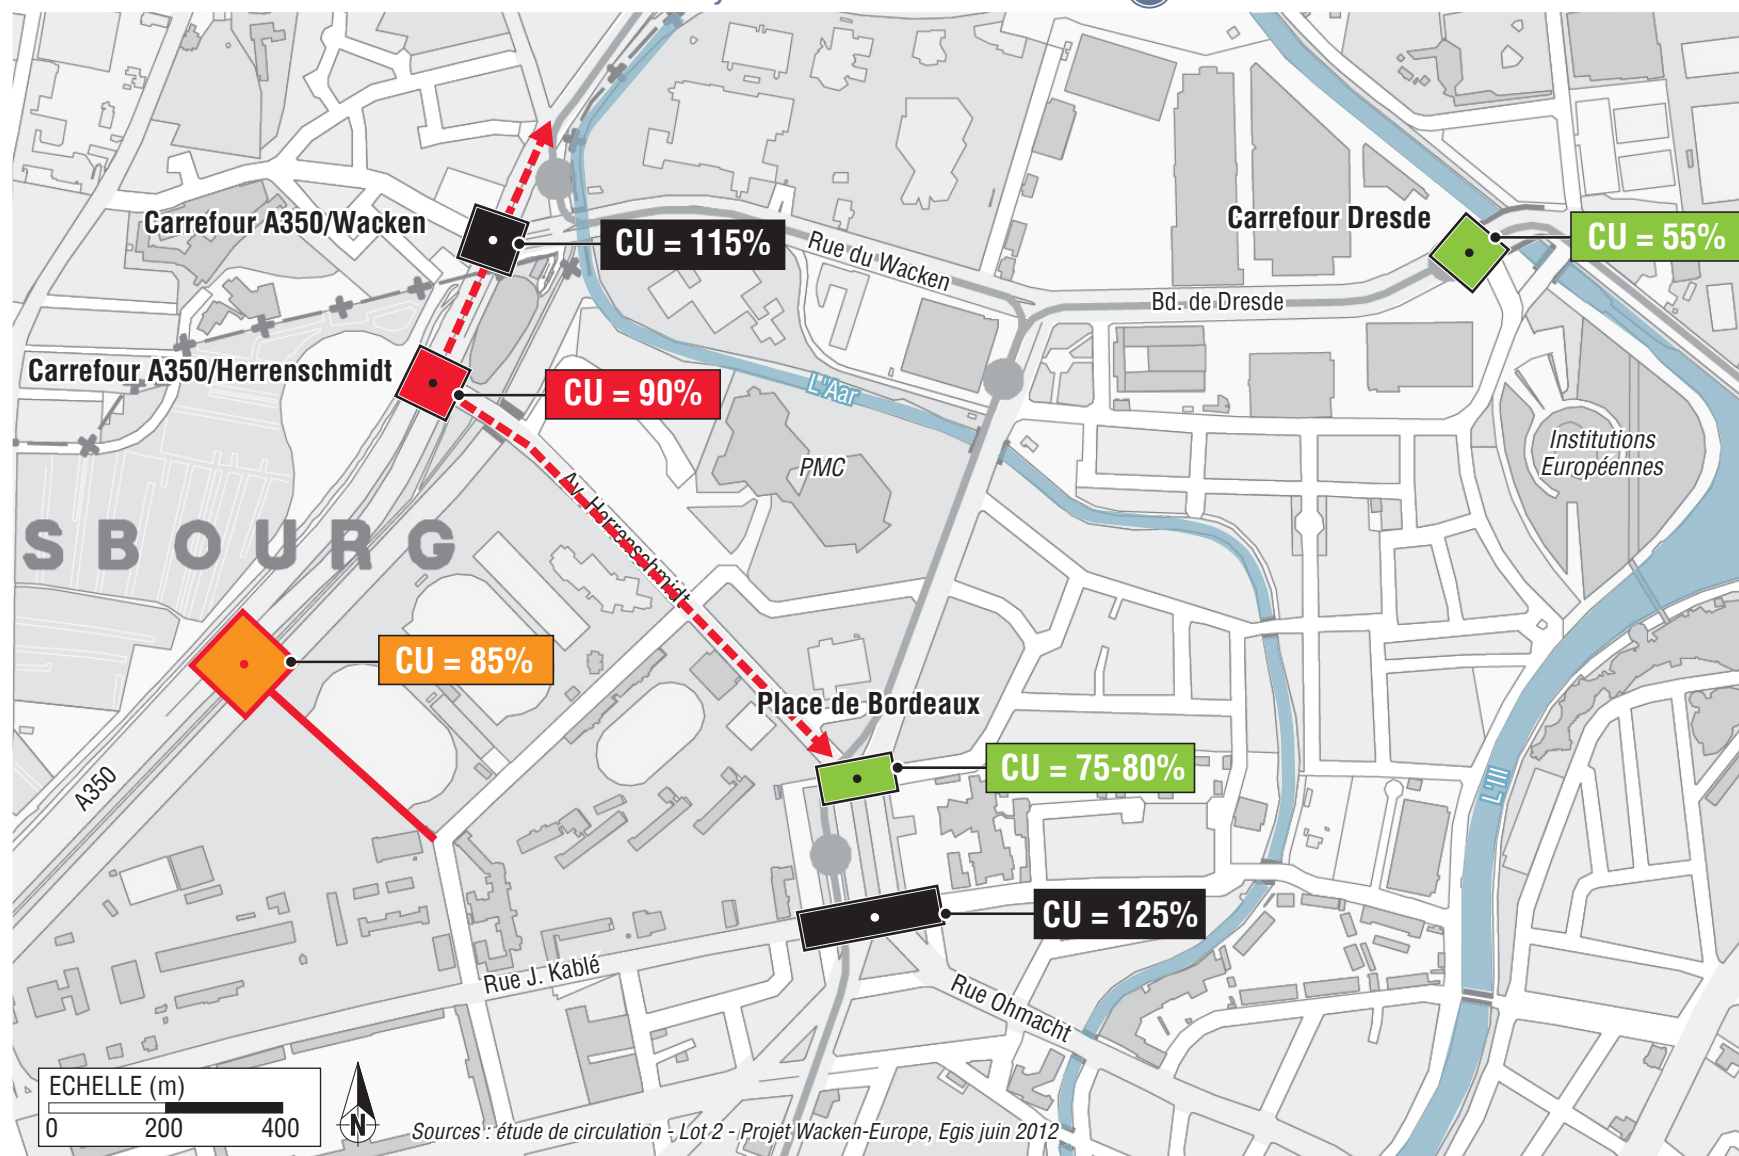 Carrefour A350/Wacken
CU = 115%
Rue du Wacken
Carrefour Dresde
CU = 55%
Bd. de Dresde
Carrefour A350/Herrenschmidt
CU = 90%
L'Aar
PMC
Institutions
Européennes
Av. Herrenschmidt
SBOURG
CU = 85%
Place de Bordeaux
A350
CU = 75-80%
L'Ill
CU = 125%
Rue J. Kablé
Rue Ohmacht
ECHELLE (m)
0 200 400
N
Sources : étude de circulation - Lot 2 - Projet Wacken-Europe, Egis juin 2012